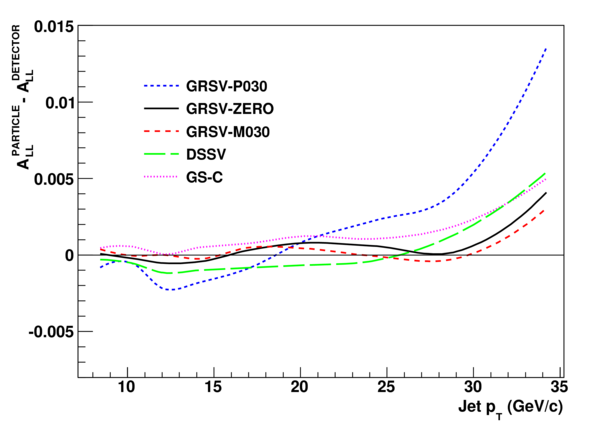 0.015
0.01
0.005
0
-0.005
A_LL^PARTICLE - A_LL^DETECTOR
GRSV-P030
GRSV-ZERO
GRSV-M030
DSSV
GS-C
10 15 20 25 30 35
Jet p_T (GeV/c)